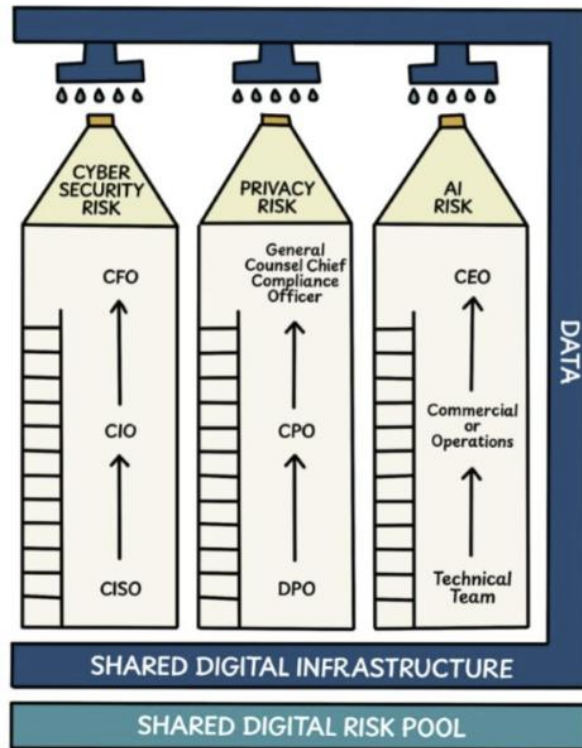 CYBER
SECURITY
RISK
CFO
CIO
CISO
PRIVACY
RISK
General
Counsel Chief
Compliance
Officer
CPO
DPO
AI
RISK
CEO
Commercial
or
Operations
Technical
Team
DATA
SHARED DIGITAL INFRASTRUCTURE
SHARED DIGITAL RISK POOL